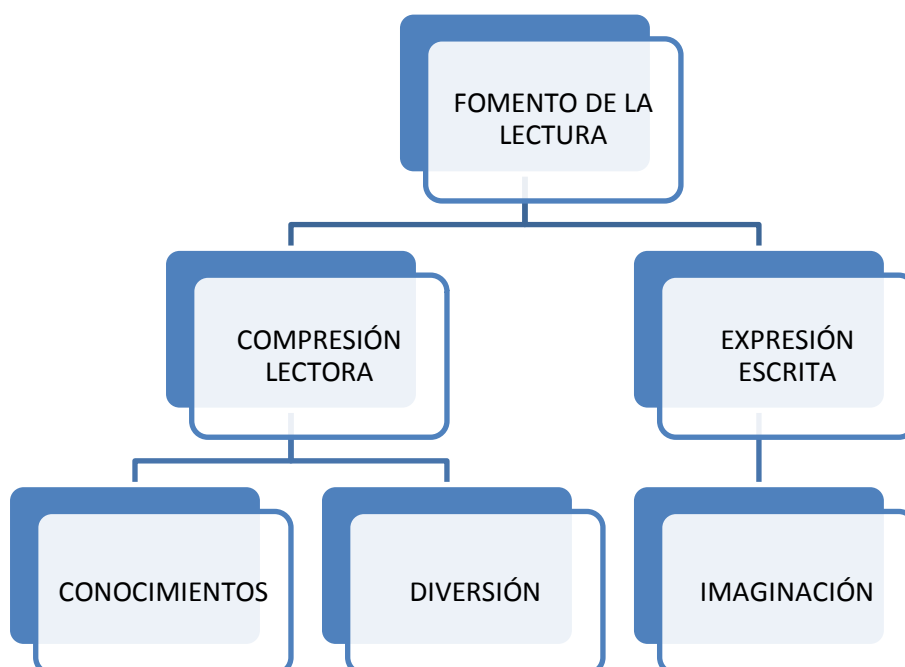 FOMENTO DE LA
LECTURA
COMPRESIÓN
LECTORA
EXPRESIÓN
ESCRITA
CONOCIMIENTOS
DIVERSIÓN
IMAGINACIÓN